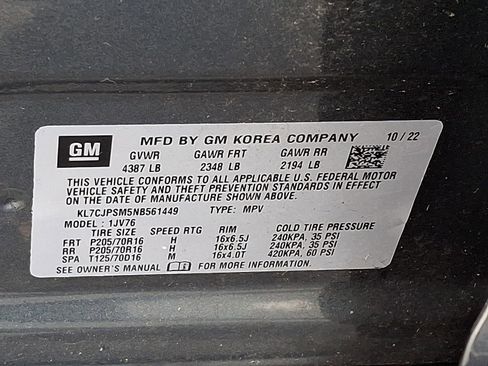 GM MFD BY GM KOREA COMPANY 10 / 22
GVWR GAWR FRT GAWR RR
4387 LB 2348 LB 2194 LB
THIS VEHICLE CONFORMS TO ALL APPLICABLE U.S. FEDERAL MOTOR
VEHICLE SAFETY AND THEFT PREVENTION STANDARDS IN EFFECT
ON THE DATE OF MANUFACTURE SHOWN ABOVE.
KL7CJPSM5NB561449 TYPE: MPV
MODEL: 1JV76
TIRE SIZE SPEED RTG RIM COLD TIRE PRESSURE
FRT P205/70R16 H 16x6.5J 240KPA, 35 PSI
RR P205/70R16 H 16x6.5J 240KPA, 35 PSI
SPA T125/70D16 M 16x4.0T 420KPA, 60 PSI
SEE OWNER'S MANUAL FOR MORE INFORMATION.